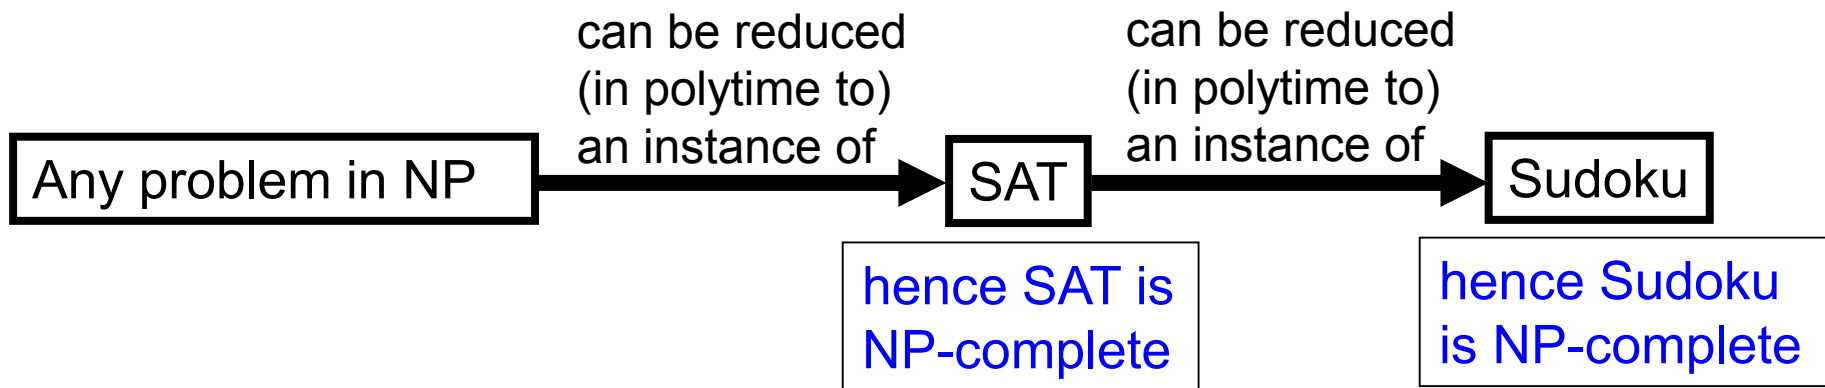 can be reduced
(in polytime to)
an instance of
can be reduced
(in polytime to)
an instance of
Any problem in NP
SAT
Sudoku
hence SAT is
NP-complete
hence Sudoku
is NP-complete